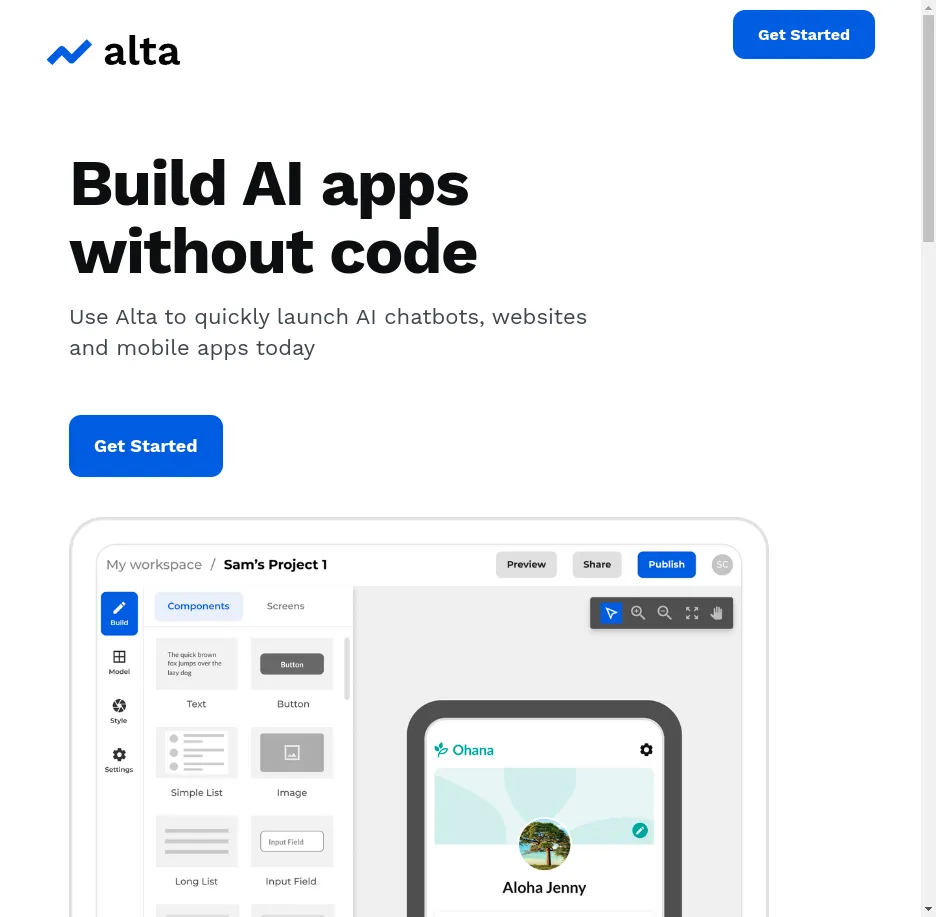 alta
Get Started
Build AI apps
without code
Use Alta to quickly launch AI chatbots, websites
and mobile apps today
Get Started
My workspace / Sam's Project 1
Preview
Share
Publish
SC
Build
Model
Style
Settings
Components
Screens
The quick brown
fox jumps over the
lazy dog
Text
Button
Button
Simple List
Image
Long List
Input Field
Input Field
Ohana
Aloha Jenny